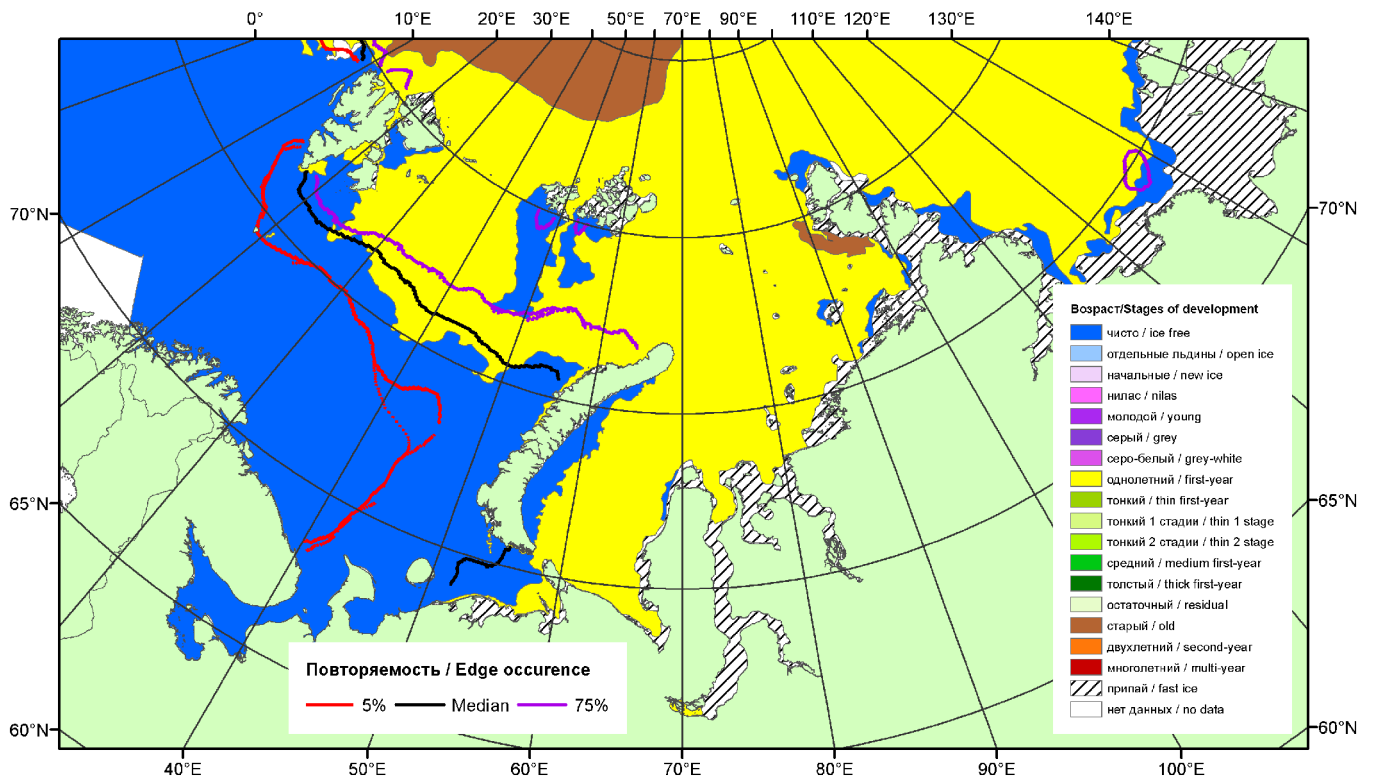 0° 10°E 20°E 30°E 50°E 70°E 90°E 110°E 120°E 130°E 140°E
70°N 70°N
65°N 65°N
60°N 60°N
Возраст/Stages of development
чисто / ice free
отдельные льдины / open ice
начальные / new ice
нилас / nilas
молодой / young
серый / grey
серо-белый / grey-white
однолетний / first-year
тонкий / thin first-year
тонкий 1 стадии / thin 1 stage
тонкий 2 стадии / thin 2 stage
средний / medium first-year
толстый / thick first-year
остаточный / residual
старый / old
двухлетний / second-year
многолетний / multi-year
припай / fast ice
нет данных / no data
Повторяемость / Edge occurence
5% Median 75%
40°E 50°E 60°E 70°E 80°E 90°E 100°E